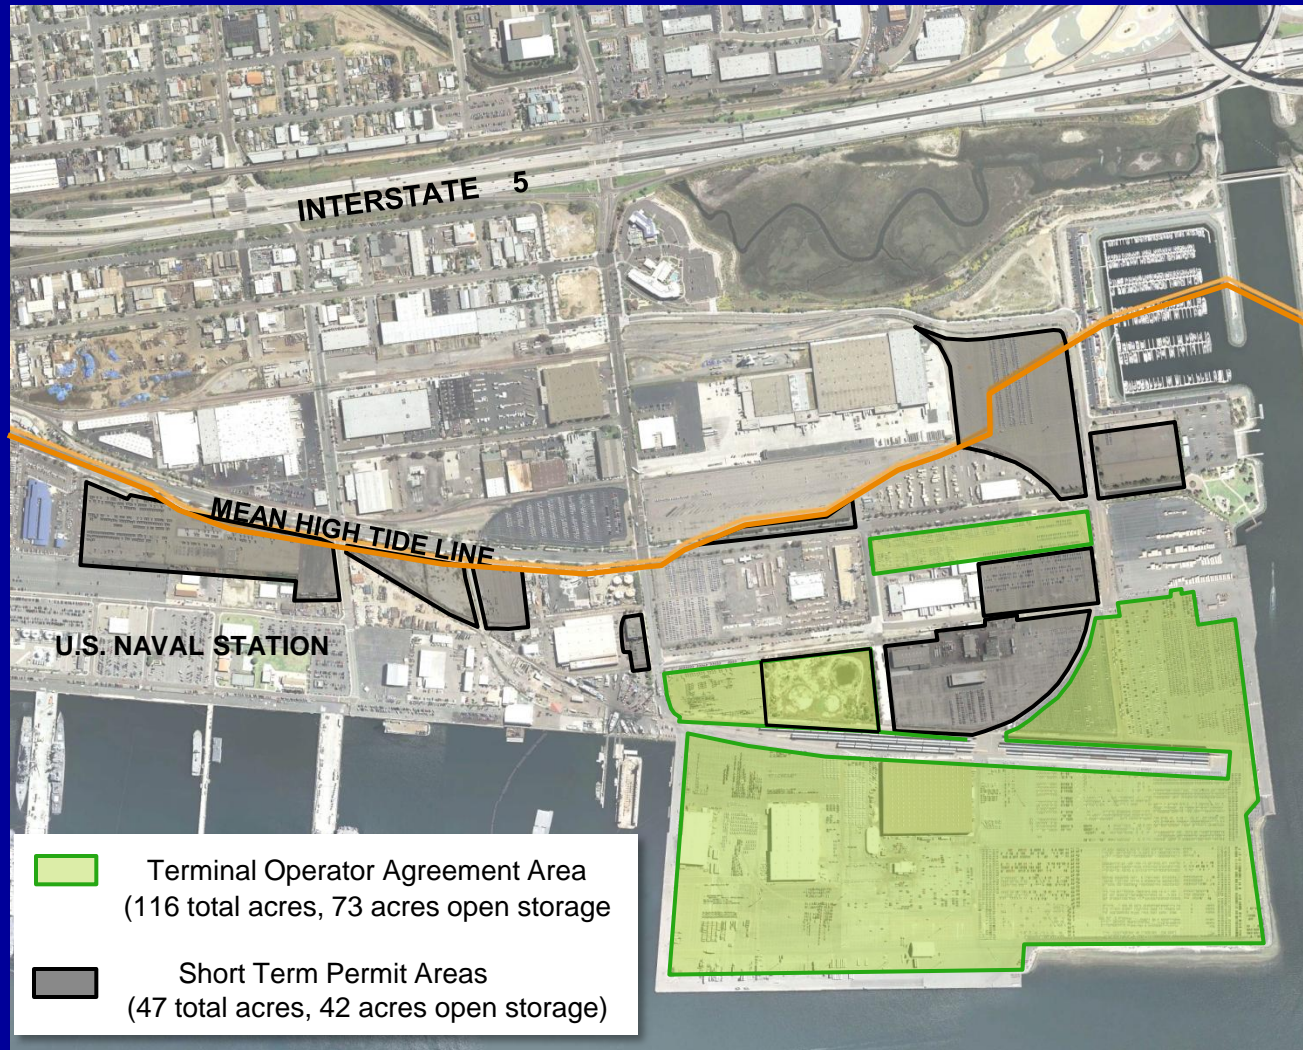 INTERSTATE 5
MEAN HIGH TIDE LINE
U.S. NAVAL STATION
Terminal Operator Agreement Area
(116 total acres, 73 acres open storage
Short Term Permit Areas
(47 total acres, 42 acres open storage)